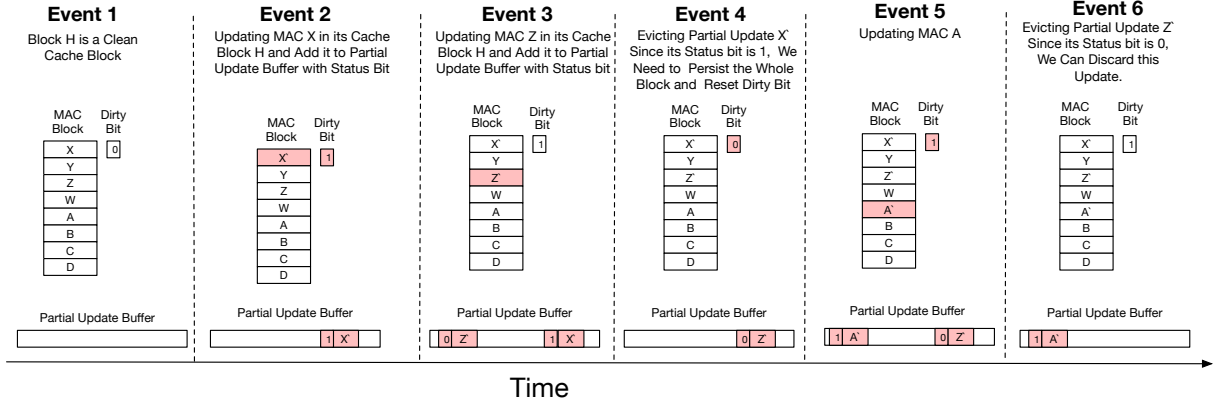 Event 1
Block H is a Clean
Cache Block
MAC
Block
Dirty
Bit
X
0
Y
Z
W
A
B
C
D
Partial Update Buffer
Event 2
Updating MAC X in its Cache
Block H and Add it to Partial
Update Buffer with Status Bit
MAC
Block
Dirty
Bit
X`
1
Y
Z
W
A
B
C
D
Partial Update Buffer
1 X`
Event 3
Updating MAC Z in its Cache
Block H and Add it to Partial
Update Buffer with Status bit
MAC
Block
Dirty
Bit
X`
1
Y
Z`
W
A
B
C
D
Partial Update Buffer
0 Z`
1 X`
Event 4
Evicting Partial Update X`
Since its Status bit is 1, We
Need to Persist the Whole
Block and Reset Dirty Bit
MAC
Block
Dirty
Bit
X`
0
Y
Z`
W
A
B
C
D
Partial Update Buffer
0 Z`
Event 5
Updating MAC A
MAC
Block
Dirty
Bit
X`
1
Y
Z`
W
A`
B
C
D
Partial Update Buffer
1 A`
0 Z`
Event 6
Evicting Partial Update Z`
Since its Status bit is 0,
We Can Discard this
Update.
MAC
Block
Dirty
Bit
X`
1
Y
Z`
W
A`
B
C
D
Partial Update Buffer
1 A`
Time